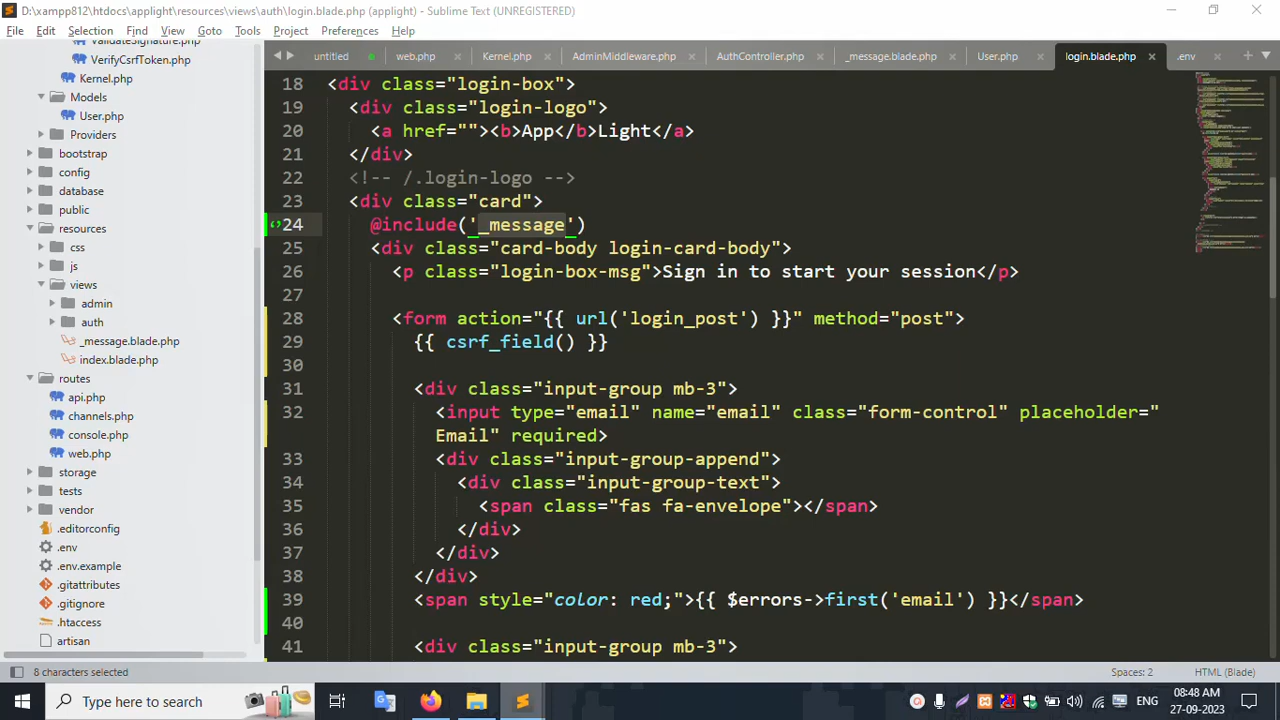 D:\xampp812\htdocs\applight\resources\views\auth\login.blade.php (applight) - Sublime Text (UNREGISTERED)
File Edit Selection Find View Goto Tools Project Preferences Help
ValidateSignature.php
VerifyCsrfToken.php
Kernel.php
Models
User.php
Providers
bootstrap
config
database
public
resources
css
js
views
admin
auth
_message.blade.php
index.blade.php
routes
api.php
channels.php
console.php
web.php
storage
tests
vendor
.editorconfig
.env
.env.example
.gitattributes
.gitignore
.htaccess
artisan
untitled web.php Kernel.php AdminMiddleware.php AuthController.php _message.blade.php User.php login.blade.php .env
18 <div class="login-box">
19 <div class="login-logo">
20 <a href=""><b>App</b>Light</a>
21 </div>
22 <!-- /.login-logo -->
23 <div class="card">
24 @include('_message')
25 <div class="card-body login-card-body">
26 <p class="login-box-msg">Sign in to start your session</p>
27
28 <form action="{{ url('login_post') }}" method="post">
29 {{ csrf_field() }}
30
31 <div class="input-group mb-3">
32 <input type="email" name="email" class="form-control" placeholder="
Email" required>
33 <div class="input-group-append">
34 <div class="input-group-text">
35 <span class="fas fa-envelope"></span>
36 </div>
37 </div>
38 </div>
39 <span style="color: red;">{{ $errors->first('email') }}</span>
40
41 <div class="input-group mb-3">
8 characters selected
Spaces: 2 HTML (Blade)
Type here to search
ENG
08:48 AM
27-09-2023